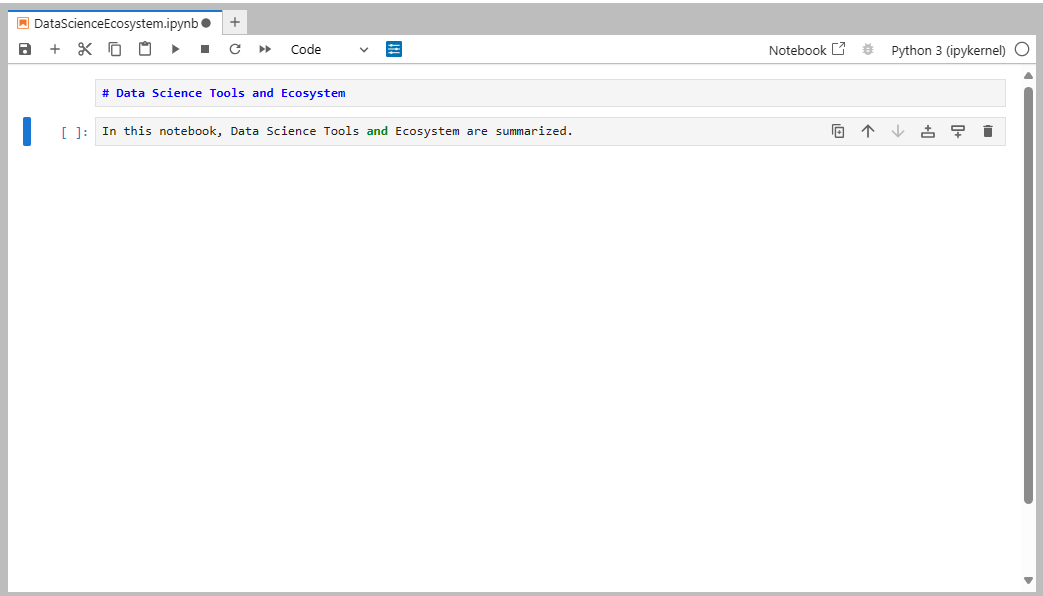 DataScienceEcosystem.ipynb
Code
Notebook
Python 3 (ipykernel)
# Data Science Tools and Ecosystem
[ ]: In this notebook, Data Science Tools and Ecosystem are summarized.